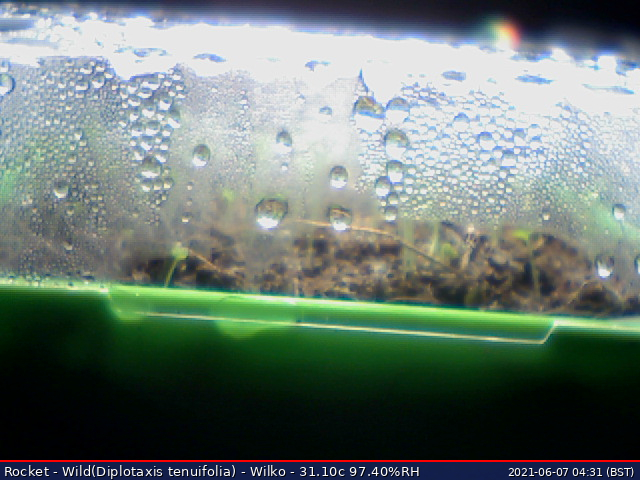 Rocket - Wild(Diplotaxis tenuifolia) - Wilko - 31.10c 97.40%RH 2021-06-07 04:31 (BST)